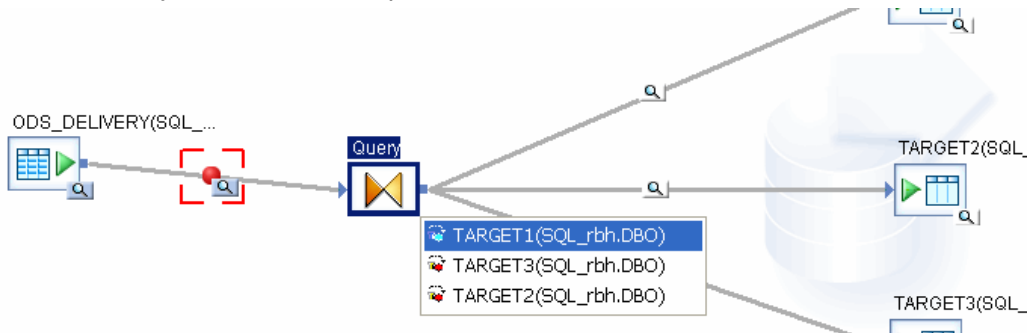 ODS_DELIVERY(SQL_...
Query
TARGET2(SQL_
TARGET1(SQL_rbh.DBO)
TARGET3(SQL_rbh.DBO)
TARGET2(SQL_rbh.DBO)
TARGET3(SQL_